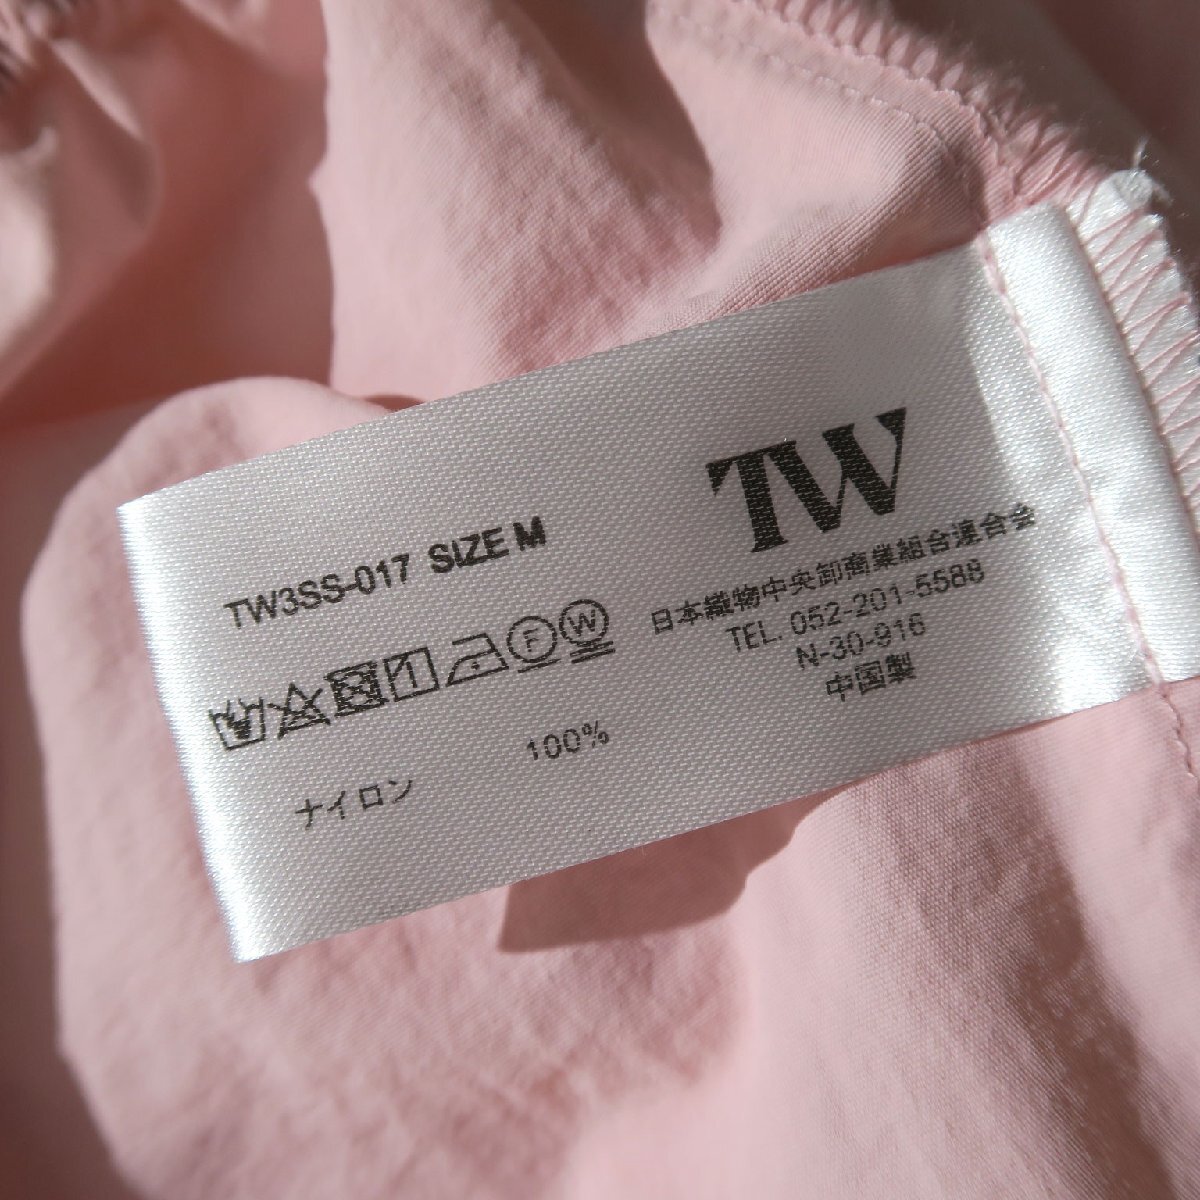 TW
日本織物中央卸商業組合連合会
TEL. 052-201-5588
N-30-916
中国製
TW3SS-017 SIZE M
F W
ナイロン 100%